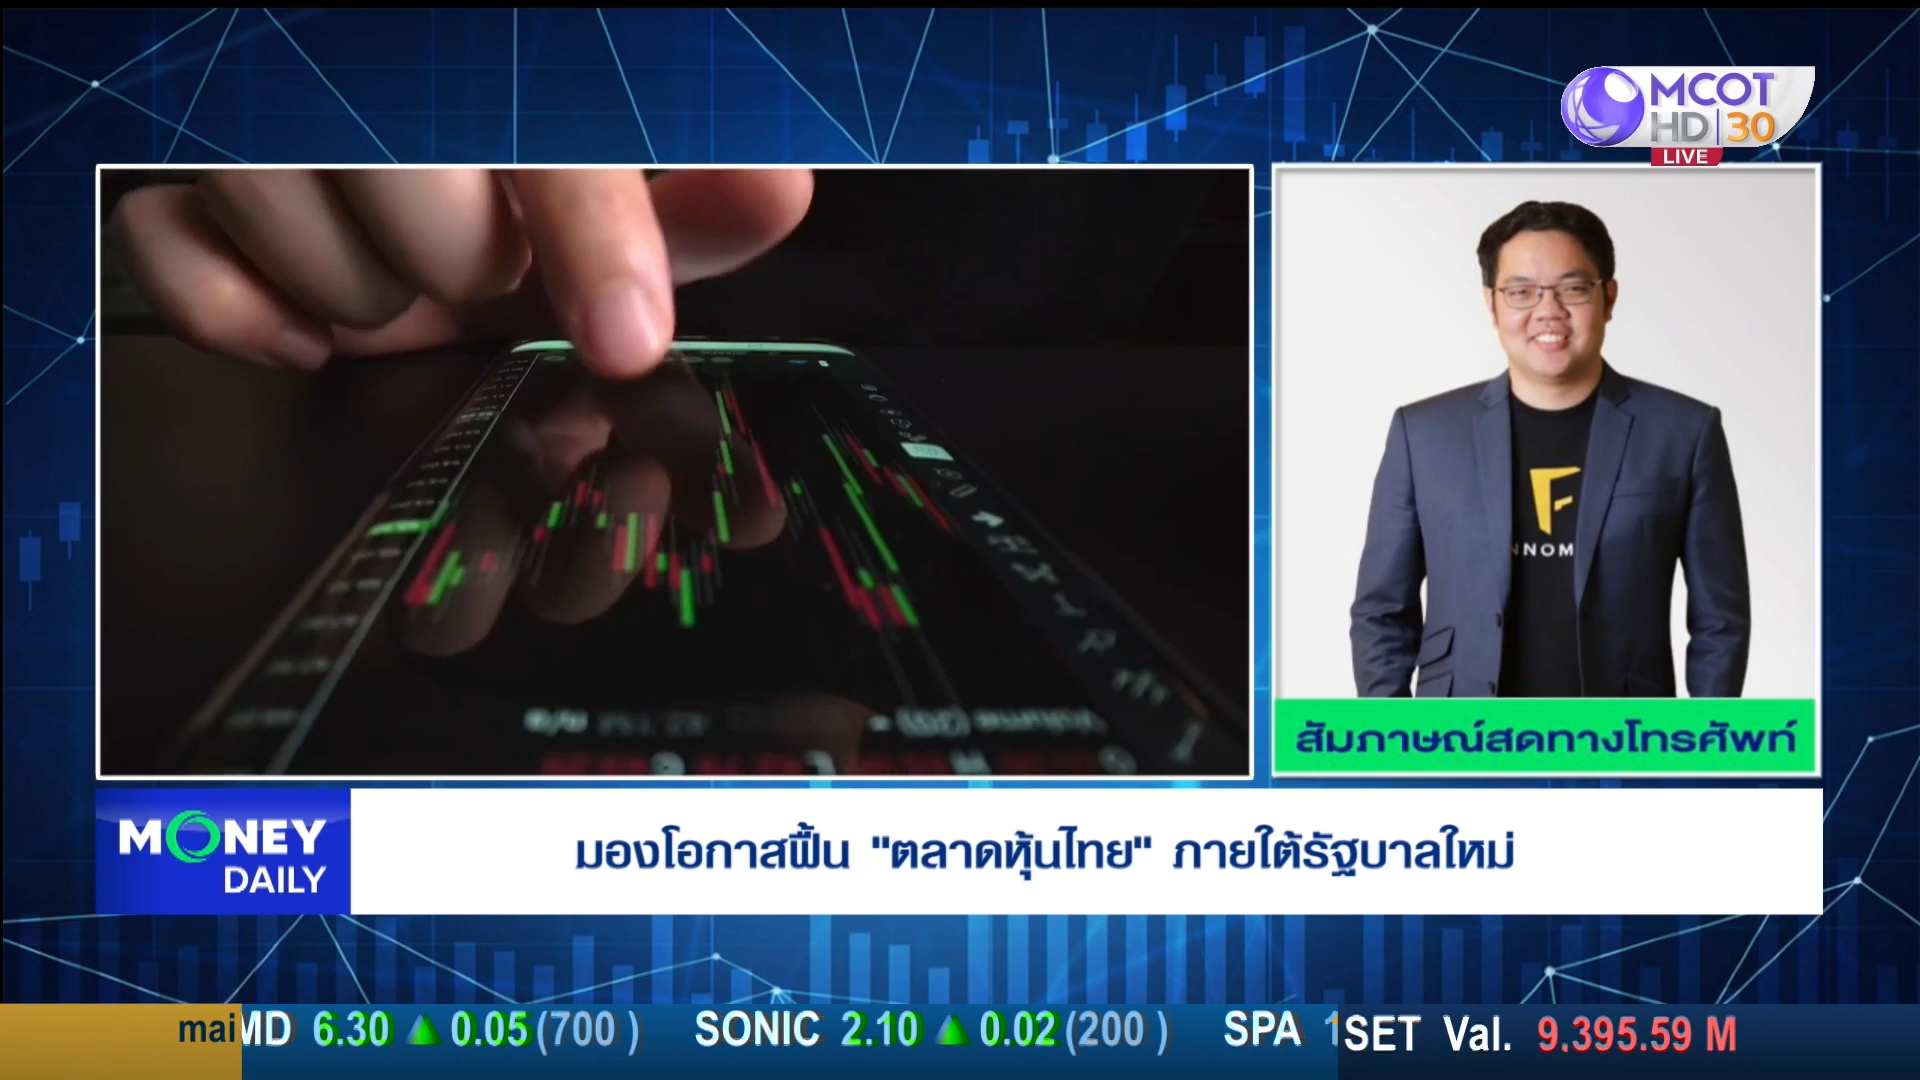 MCOT
HD 30
LIVE
NNOM
สัมภาษณ์สดทางโทรศัพท์
MONEY
DAILY
มองโอกาสฟื้น "ตลาดหุ้นไทย" ภายใต้รัฐบาลใหม่
mai MD 6.30 ▲ 0.05 (700 ) SONIC 2.10 ▲ 0.02 (200 ) SPA 1 SET Val. 9,395.59 M